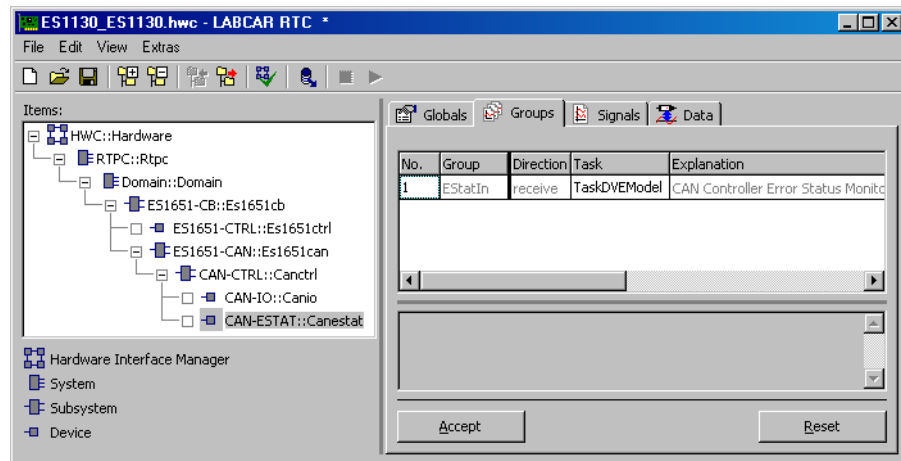 ES1130_ES1130.hwc - LABCAR RTC *
File Edit View Extras
Items:
HWC::Hardware
RTPC::Rtpc
Domain::Domain
ES1651-CB::Es1651cb
ES1651-CTRL::Es1651ctrl
ES1651-CAN::Es1651can
CAN-CTRL::Canctrl
CAN-IO::Canio
CAN-ESTAT::Canestat
Hardware Interface Manager
System
Subsystem
Device
Globals Groups Signals Data
No. Group Direction Task Explanation
1 EStatIn receive TaskDVEModel CAN Controller Error Status Monitc
Accept Reset